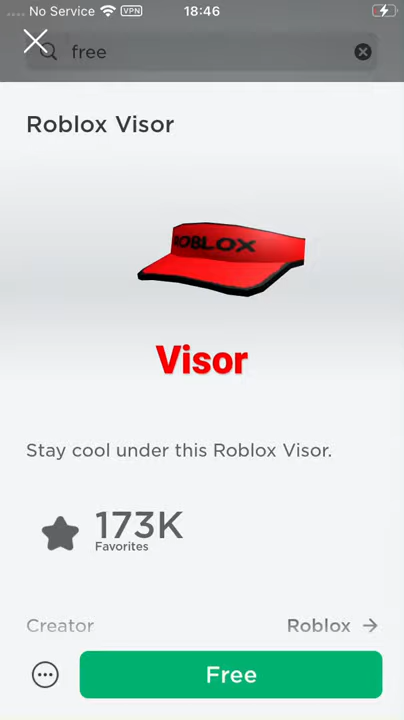 No Service VPN 18:46
free
Roblox Visor
ROBLOX
Visor
Stay cool under this Roblox Visor.
173K
Favorites
Creator Roblox
Free